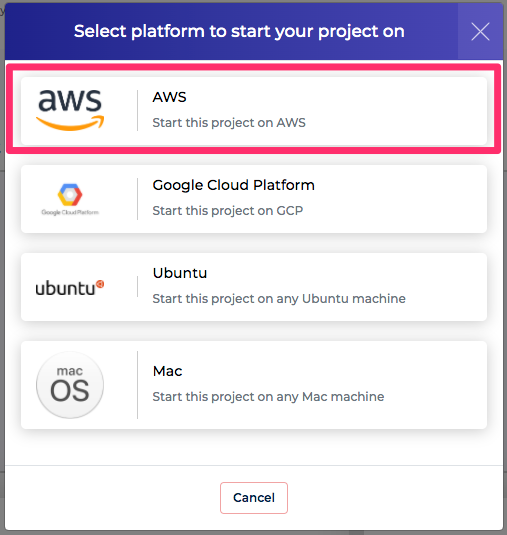 Select platform to start your project on
aws
AWS
Start this project on AWS
Google Cloud Platform
Google Cloud Platform
Start this project on GCP
ubuntu
Ubuntu
Start this project on any Ubuntu machine
mac
OS
Mac
Start this project on any Mac machine
Cancel